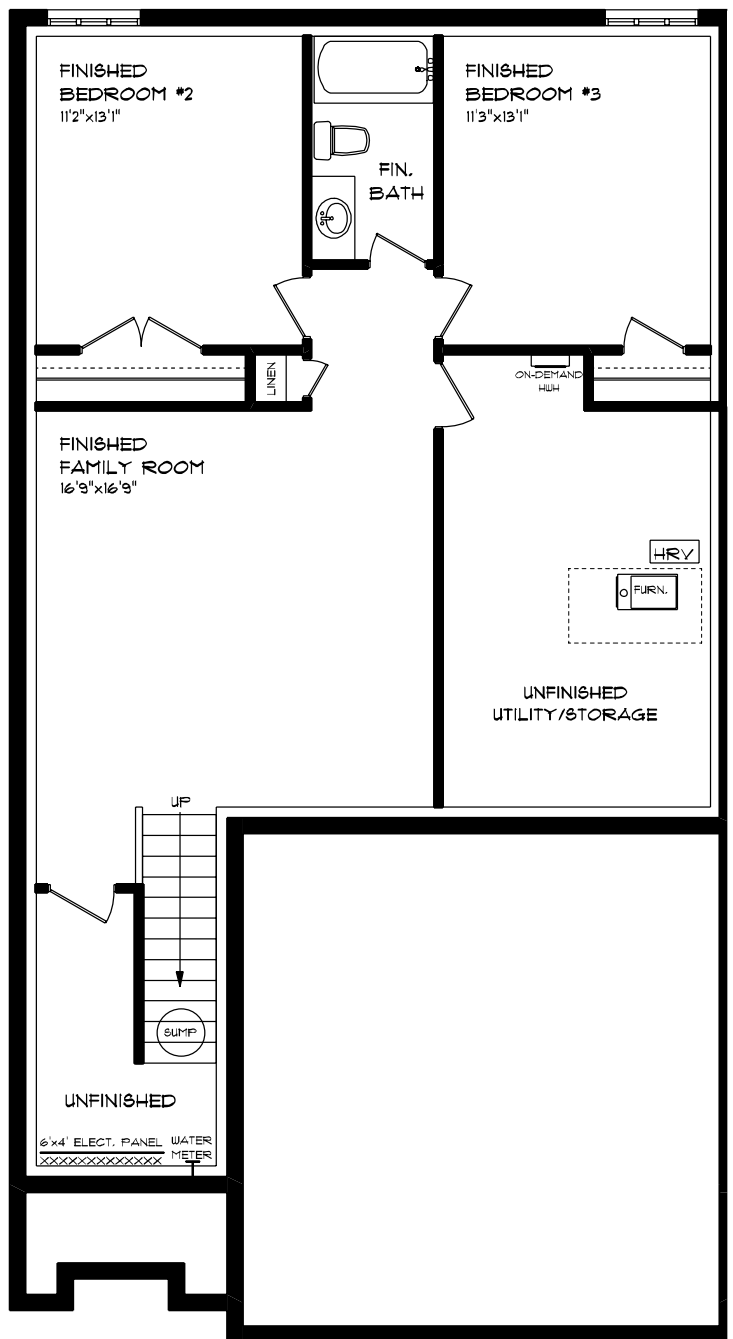 FINISHED
BEDROOM #2
11'2"x13'1"
FINISHED
BEDROOM #3
11'3"x13'1"
FIN.
BATH
LINEN
ON-DEMAND
HWH
FINISHED
FAMILY ROOM
16'9"x16'9"
HRV
FURN.
UNFINISHED
UTILITY/STORAGE
UP
SUMP
UNFINISHED
6'x4' ELECT. PANEL
WATER
METER